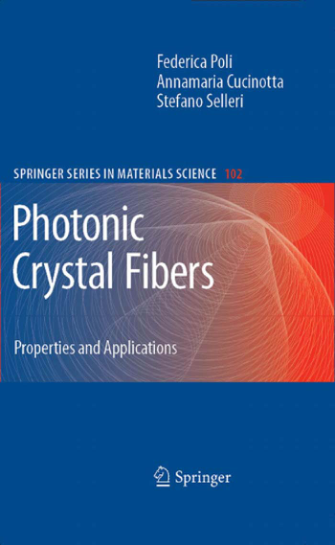 Federica Poli
Annamaria Cucinotta
Stefano Selleri
SPRINGER SERIES IN MATERIALS SCIENCE 102
Photonic
Crystal Fibers
Properties and Applications
Springer